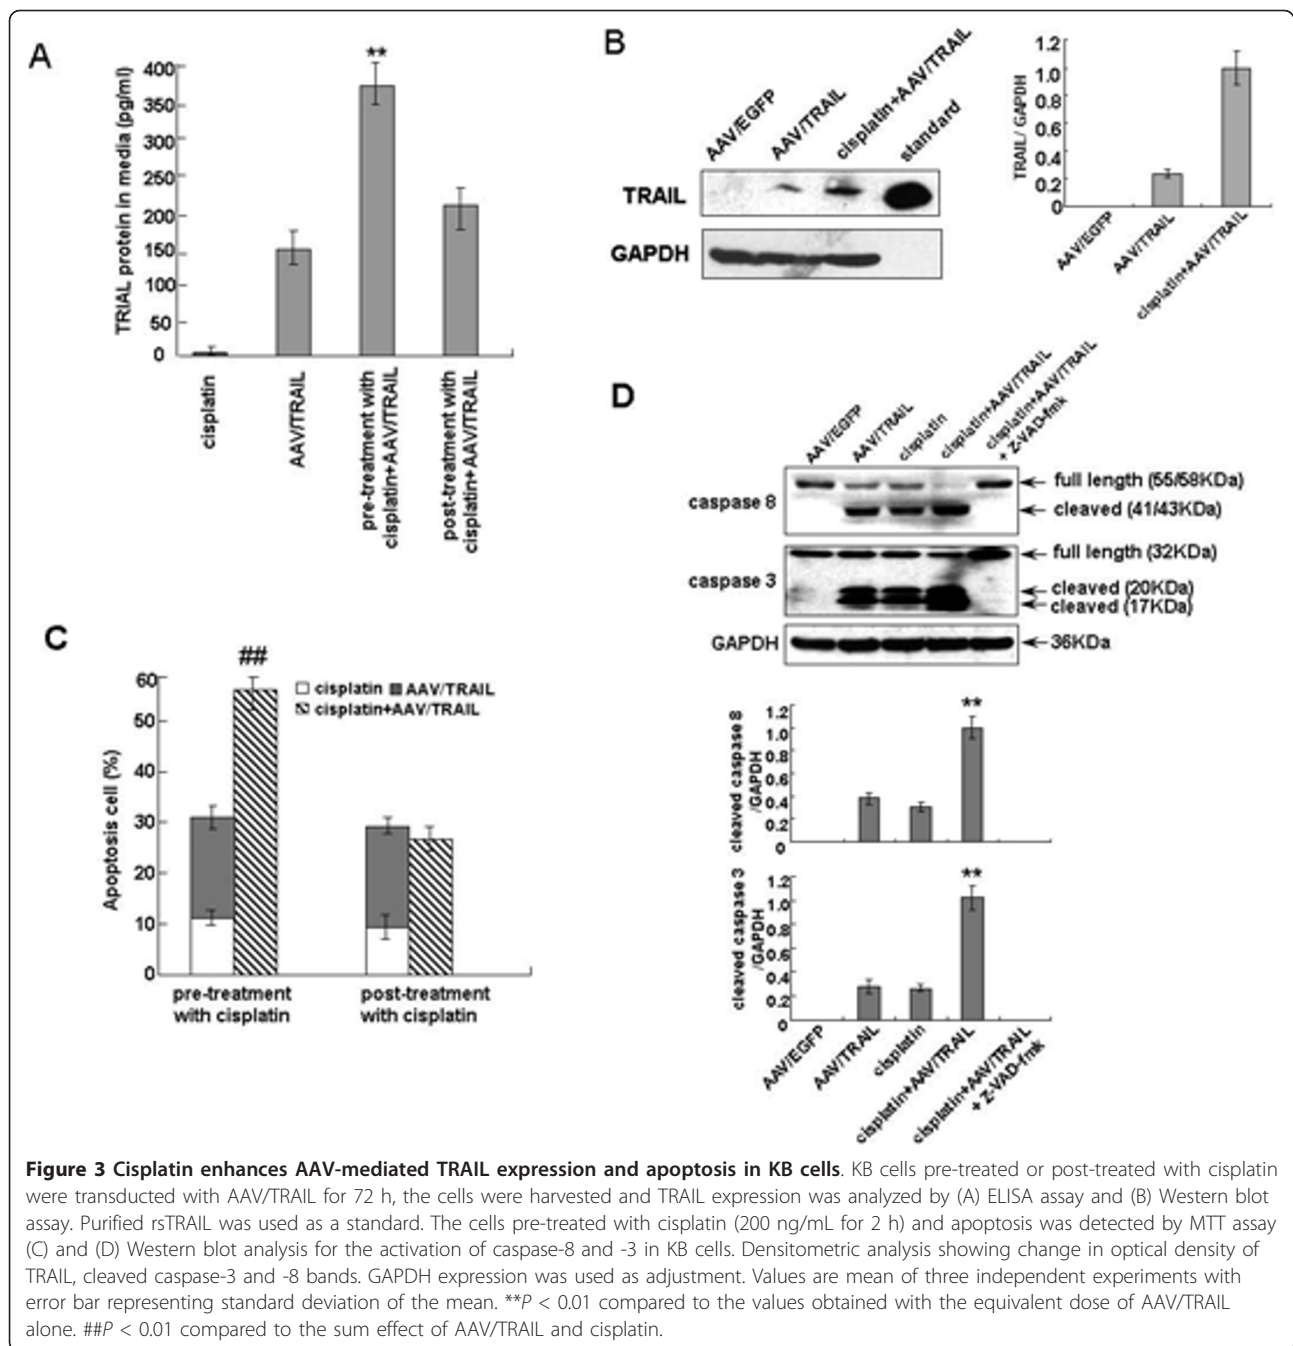 A
**
TRIAL protein in media (pg/ml)
400
350
300
250
200
150
100
50
0
cisplatin
AAV/TRAIL
pre-treatment with
cisplatin+AAV/TRAIL
post-treatment with
cisplatin+AAV/TRAIL
B
AAV/EGFP
AAV/TRAIL
cisplatin+AAV/TRAIL
standard
TRAIL
GAPDH
TRAIL/ GAPDH
1.2
1.0
0.8
0.6
0.4
0.2
0
AAV/EGFP
AAV/TRAIL
cisplatin+AAV/TRAIL
C
##
Apoptosis cell (%)
60
50
40
30
20
10
0
cisplatin AAV/TRAIL
cisplatin+AAV/TRAIL
pre-treatment
with cisplatin
post-treatment
with cisplatin
D
AAV/EGFP
AAV/TRAIL
cisplatin
cisplatin+AAV/TRAIL
cisplatin+AAV/TRAIL
+ Z-VAD-fmk
caspase 8
full length (55/58KDa)
cleaved (41/43KDa)
caspase 3
full length (32KDa)
cleaved (20KDa)
cleaved (17KDa)
GAPDH
36KDa
cleaved caspase 8
/GAPDH
1.2
1.0
0.8
0.6
0.4
0.2
0
**
cleaved caspase 3
/GAPDH
1.2
1.0
0.8
0.6
0.4
0.2
0
**
AAV/EGFP
AAV/TRAIL
cisplatin
cisplatin+AAV/TRAIL
cisplatin+AAV/TRAIL
+ Z-VAD-fmk
Figure 3 Cisplatin enhances AAV-mediated TRAIL expression and apoptosis in KB cells. KB cells pre-treated or post-treated with cisplatin
were transducted with AAV/TRAIL for 72 h, the cells were harvested and TRAIL expression was analyzed by (A) ELISA assay and (B) Western blot
assay. Purified rsTRAIL was used as a standard. The cells pre-treated with cisplatin (200 ng/mL for 2 h) and apoptosis was detected by MTT assay
(C) and (D) Western blot analysis for the activation of caspase-8 and -3 in KB cells. Densitometric analysis showing change in optical density of
TRAIL, cleaved caspase-3 and -8 bands. GAPDH expression was used as adjustment. Values are mean of three independent experiments with
error bar representing standard deviation of the mean. **P < 0.01 compared to the values obtained with the equivalent dose of AAV/TRAIL
alone. ##P < 0.01 compared to the sum effect of AAV/TRAIL and cisplatin.